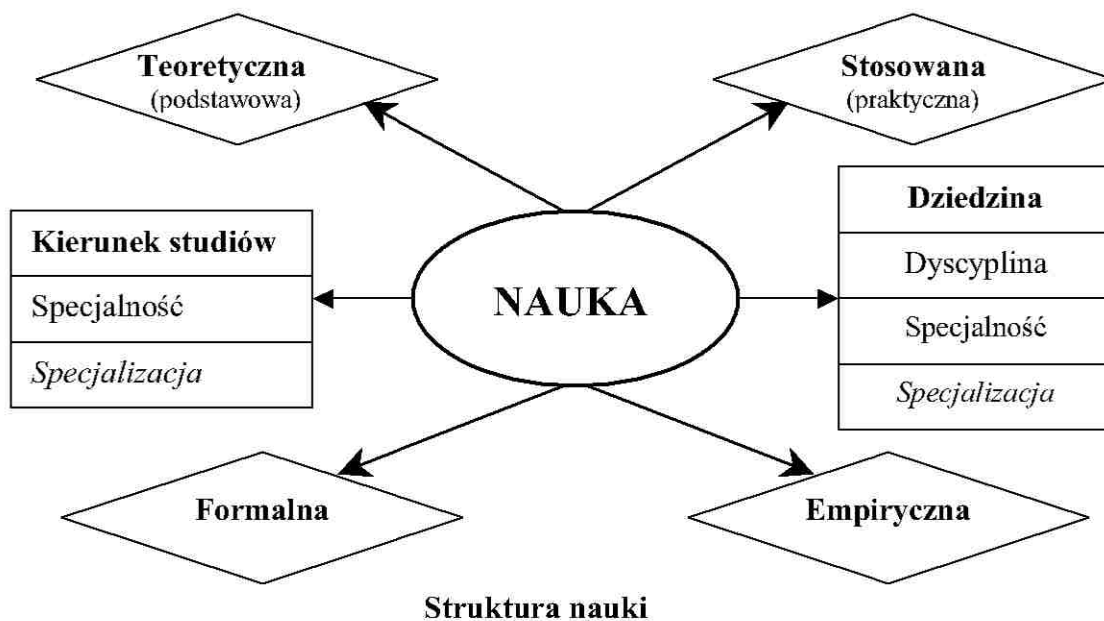 Teoretyczna
(podstawowa)
Stosowana
(praktyczna)
Kierunek studiów
Specjalność
Specjalizacja
NAUKA
Dziedzina
Dyscyplina
Specjalność
Specjalizacja
Formalna
Empiryczna
Struktura nauki